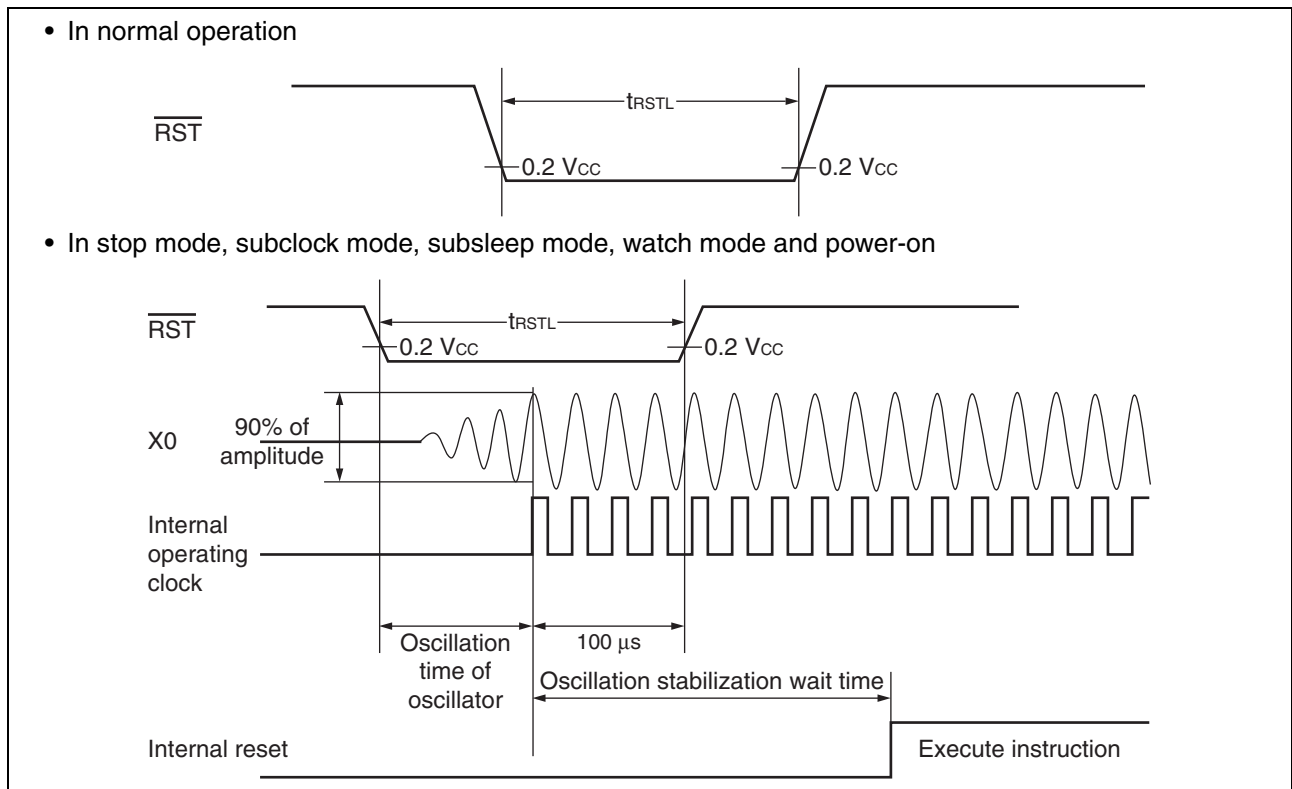 • In normal operation
tRSTL
RST
0.2 VCC
0.2 VCC
• In stop mode, subclock mode, subsleep mode, watch mode and power-on
RST
tRSTL
0.2 VCC
0.2 VCC
X0
90% of
amplitude
Internal
operating
clock
Oscillation
time of
oscillator
100 μs
Oscillation stabilization wait time
Internal reset
Execute instruction